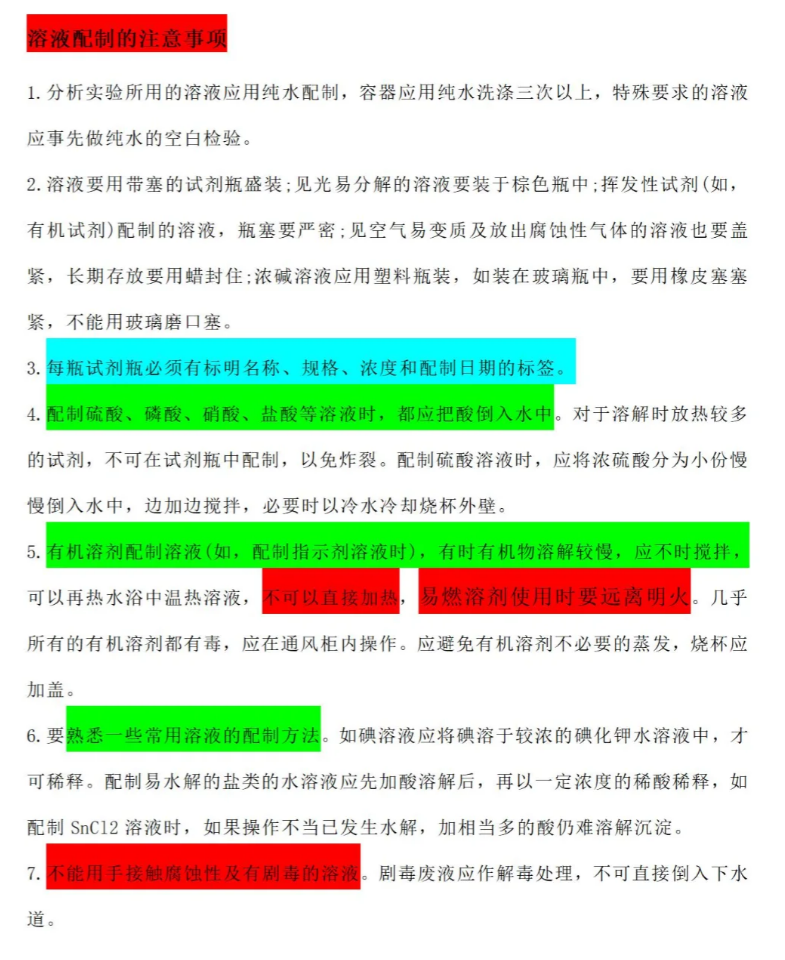 溶液配制的注意事项
1.分析实验所用的溶液应用纯水配制，容器应用纯水洗涤三次以上，特殊要求的溶液
应事先做纯水的空白检验。
2.溶液要用带塞的试剂瓶盛装;见光易分解的溶液要装于棕色瓶中;挥发性试剂(如，
有机试剂)配制的溶液，瓶塞要严密;见空气易变质及放出腐蚀性气体的溶液也要盖
紧，长期存放要用蜡封住;浓碱溶液应用塑料瓶装，如装在玻璃瓶中，要用橡皮塞塞
紧，不能用玻璃磨口塞。
3.每瓶试剂瓶必须有标明名称、规格、浓度和配制日期的标签。
4.配制硫酸、磷酸、硝酸、盐酸等溶液时，都应把酸倒入水中。对于溶解时放热较多
的试剂，不可在试剂瓶中配制，以免炸裂。配制硫酸溶液时，应将浓硫酸分为小份慢
慢倒入水中，边加边搅拌，必要时以冷水冷却烧杯外壁。
5.有机溶剂配制溶液(如，配制指示剂溶液时)，有时有机物溶解较慢，应不时搅拌，
可以再热水浴中温热溶液，不可以直接加热，易燃溶剂使用时要远离明火。几乎
所有的有机溶剂都有毒，应在通风柜内操作。应避免有机溶剂不必要的蒸发，烧杯应
加盖。
6.要熟悉一些常用溶液的配制方法。如碘溶液应将碘溶于较浓的碘化钾水溶液中，才
可稀释。配制易水解的盐类的水溶液应先加酸溶解后，再以一定浓度的稀酸稀释，如
配制 SnCl2 溶液时，如果操作不当已发生水解，加相当多的酸仍难溶解沉淀。
7.不能用手接触腐蚀性及有剧毒的溶液。剧毒废液应作解毒处理，不可直接倒入下水
道。